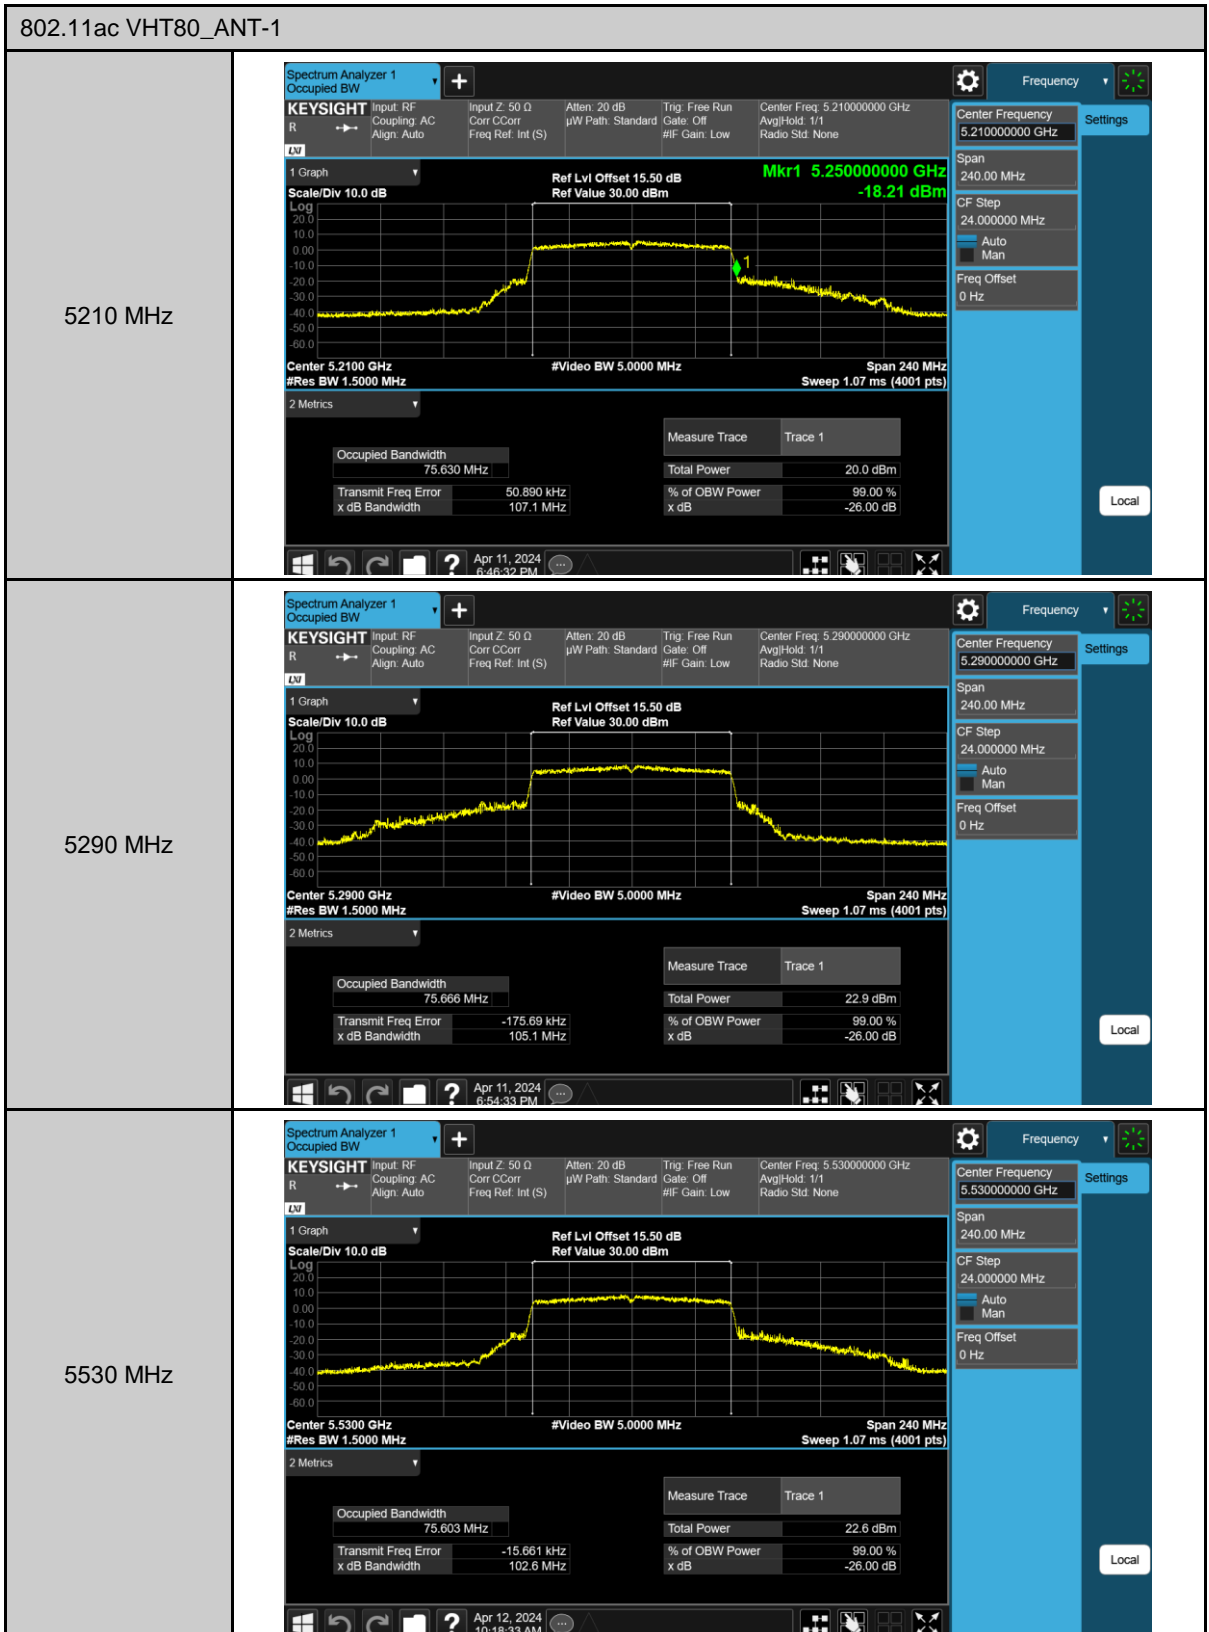 802.11ac VHT80_ANT-1
5210 MHz
Spectrum Analyzer 1
Occupied BW
Frequency
KEYSIGHT
R
LXI
Input: RF
Coupling: AC
Align: Auto
Input Z: 50 Ω
Corr CCorr
Freq Ref: Int (S)
Atten: 20 dB
µW Path: Standard
Trig: Free Run
Gate: Off
#IF Gain: Low
Center Freq: 5.210000000 GHz
Avg|Hold: 1/1
Radio Std: None
Center Frequency
5.210000000 GHz
Settings
Span
240.00 MHz
CF Step
24.000000 MHz
Auto
Man
Freq Offset
0 Hz
Local
1 Graph
Scale/Div 10.0 dB
Ref Lvl Offset 15.50 dB
Ref Value 30.00 dBm
Mkr1 5.250000000 GHz
-18.21 dBm
Log
20.0
10.0
0.00
-10.0
-20.0
-30.0
-40.0
-50.0
-60.0
1
Center 5.2100 GHz
#Video BW 5.0000 MHz
Span 240 MHz
#Res BW 1.5000 MHz
Sweep 1.07 ms (4001 pts)
2 Metrics
Measure Trace Trace 1
Occupied Bandwidth
75.630 MHz
Total Power 20.0 dBm
Transmit Freq Error 50.890 kHz
% of OBW Power 99.00 %
x dB Bandwidth 107.1 MHz
x dB -26.00 dB
Apr 11, 2024
6:46:32 PM
5290 MHz
Spectrum Analyzer 1
Occupied BW
Frequency
KEYSIGHT
R
LXI
Input: RF
Coupling: AC
Align: Auto
Input Z: 50 Ω
Corr CCorr
Freq Ref: Int (S)
Atten: 20 dB
µW Path: Standard
Trig: Free Run
Gate: Off
#IF Gain: Low
Center Freq: 5.290000000 GHz
Avg|Hold: 1/1
Radio Std: None
Center Frequency
5.290000000 GHz
Settings
Span
240.00 MHz
CF Step
24.000000 MHz
Auto
Man
Freq Offset
0 Hz
Local
1 Graph
Scale/Div 10.0 dB
Ref Lvl Offset 15.50 dB
Ref Value 30.00 dBm
Log
20.0
10.0
0.00
-10.0
-20.0
-30.0
-40.0
-50.0
-60.0
Center 5.2900 GHz
#Video BW 5.0000 MHz
Span 240 MHz
#Res BW 1.5000 MHz
Sweep 1.07 ms (4001 pts)
2 Metrics
Measure Trace Trace 1
Occupied Bandwidth
75.666 MHz
Total Power 22.9 dBm
Transmit Freq Error -175.69 kHz
% of OBW Power 99.00 %
x dB Bandwidth 105.1 MHz
x dB -26.00 dB
Apr 11, 2024
6:54:33 PM
5530 MHz
Spectrum Analyzer 1
Occupied BW
Frequency
KEYSIGHT
R
LXI
Input: RF
Coupling: AC
Align: Auto
Input Z: 50 Ω
Corr CCorr
Freq Ref: Int (S)
Atten: 20 dB
µW Path: Standard
Trig: Free Run
Gate: Off
#IF Gain: Low
Center Freq: 5.530000000 GHz
Avg|Hold: 1/1
Radio Std: None
Center Frequency
5.530000000 GHz
Settings
Span
240.00 MHz
CF Step
24.000000 MHz
Auto
Man
Freq Offset
0 Hz
Local
1 Graph
Scale/Div 10.0 dB
Ref Lvl Offset 15.50 dB
Ref Value 30.00 dBm
Log
20.0
10.0
0.00
-10.0
-20.0
-30.0
-40.0
-50.0
-60.0
Center 5.5300 GHz
#Video BW 5.0000 MHz
Span 240 MHz
#Res BW 1.5000 MHz
Sweep 1.07 ms (4001 pts)
2 Metrics
Measure Trace Trace 1
Occupied Bandwidth
75.603 MHz
Total Power 22.6 dBm
Transmit Freq Error -15.661 kHz
% of OBW Power 99.00 %
x dB Bandwidth 102.6 MHz
x dB -26.00 dB
Apr 12, 2024
10:18:33 AM